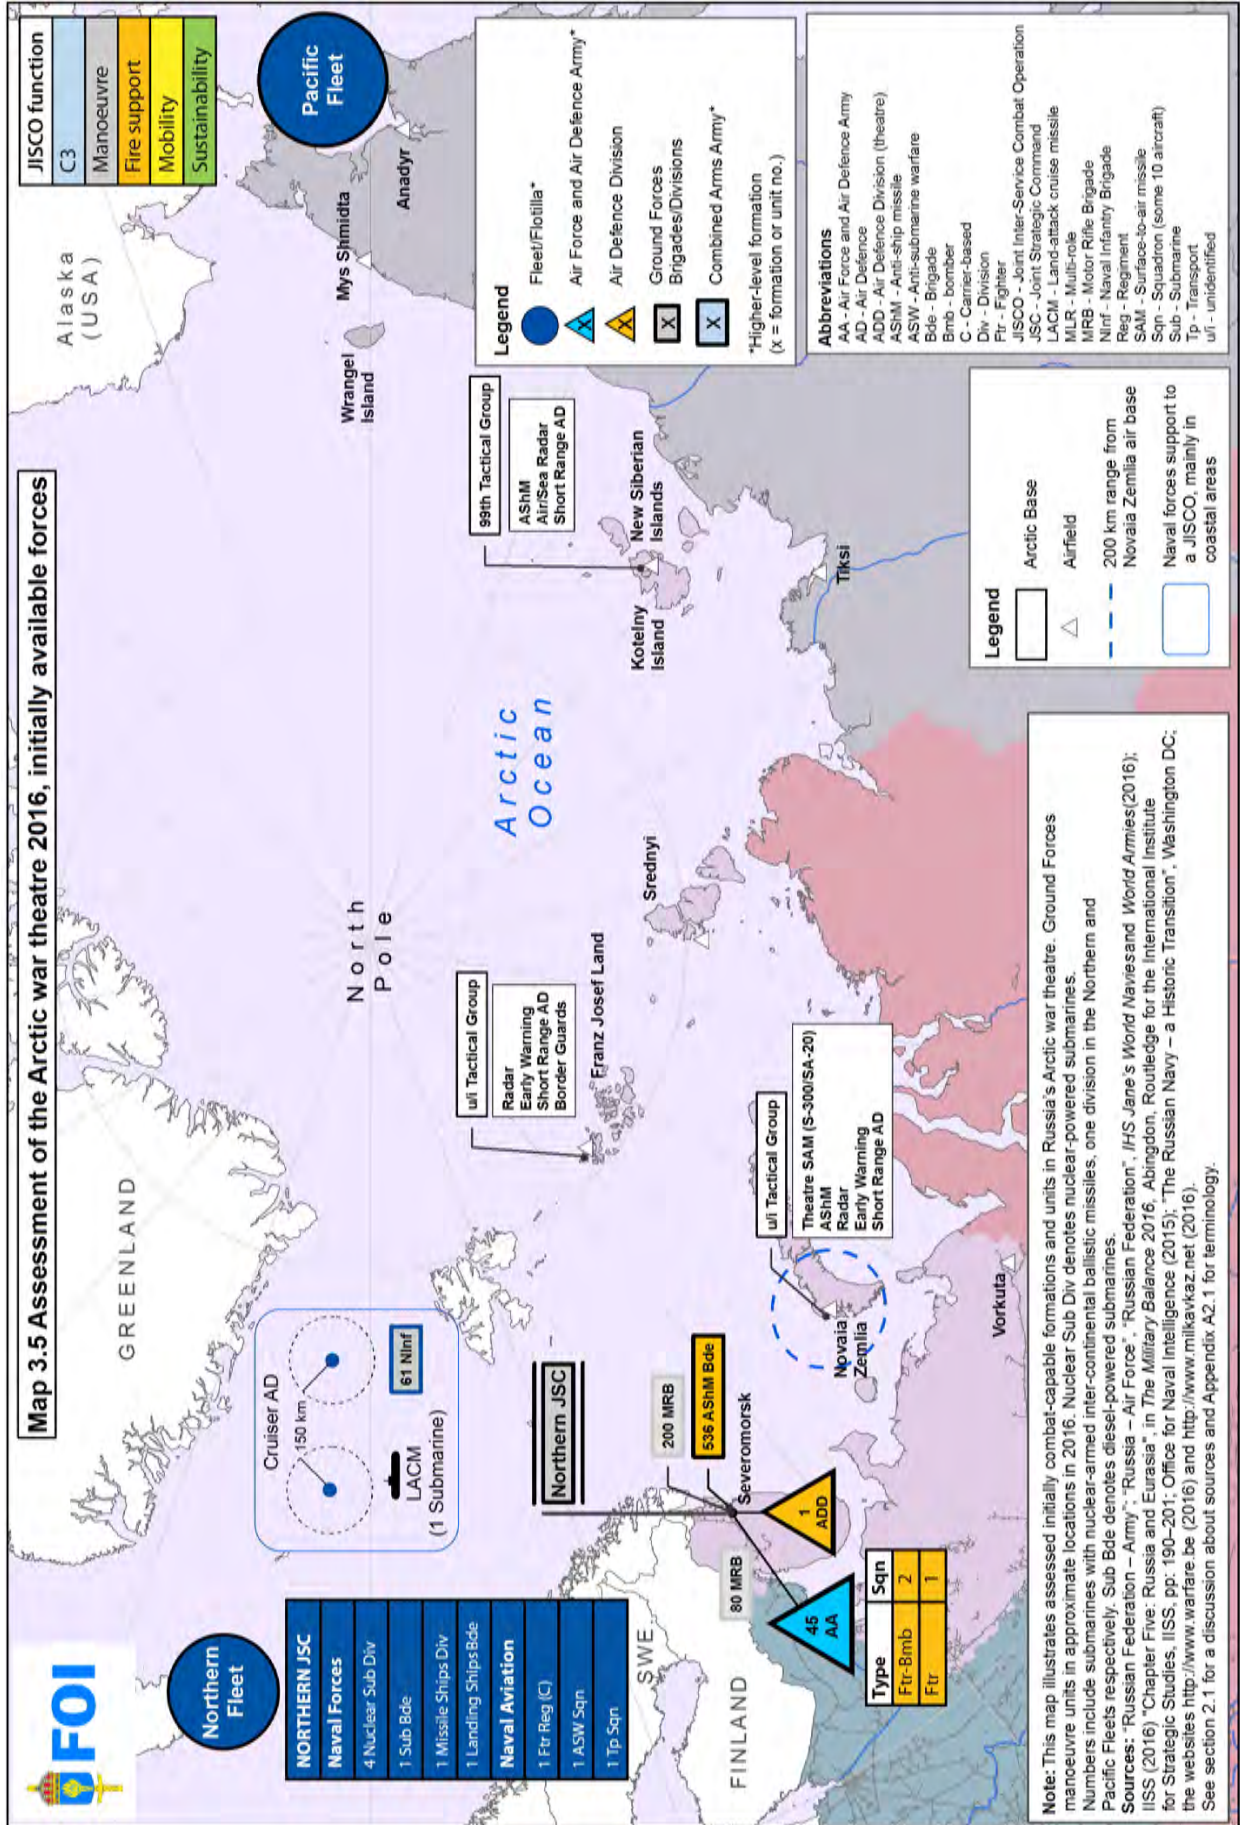 Map 3.5 Assessment of the Arctic war theatre 2016, initially available forces
FOI
JISCO function
C3
Manoeuvre
Fire support
Mobility
Sustainability
Northern
Fleet
NORTHERN JSC
Naval Forces
4 Nuclear Sub Div
1 Sub Bde
1 Missile Ships Div
1 Landing Ships Bde
Naval Aviation
1 Ftr Reg (C)
1 ASW Sqn
1 Tp Sqn
Cruiser AD
150 km
LACM
(1 Submarine)
61 NInf
GREENLAND
North
Pole
Arctic
Ocean
Alaska
(USA)
Pacific
Fleet
Wrangel
Island
Mys Shmidta
Anadyr
u/i Tactical Group
Radar
Early Warning
Short Range AD
Border Guards
Franz Josef Land
99th Tactical Group
AShM
Air/Sea Radar
Short Range AD
Kotelny
Island
New Siberian
Islands
Tiksi
Srednyi
Northern JSC
200 MRB
536 AShM Bde
Severomorsk
80 MRB
1
ADD
45
AA
Type Sqn
Ftr-Bmb 2
Ftr 1
SWE
FINLAND
u/i Tactical Group
Theatre SAM (S-300/SA-20)
AShM
Radar
Early Warning
Short Range AD
Novaia
Zemlia
Vorkuta
Legend
Fleet/Flotilla*
X
Air Force and Air Defence Army*
X
Air Defence Division
X
Ground Forces
Brigades/Divisions
X
Combined Arms Army*
*Higher-level formation
(x = formation or unit no.)
Abbreviations
AA - Air Force and Air Defence Army
AD - Air Defence
ADD - Air Defence Division (theatre)
AShM - Anti-ship missile
ASW - Anti-submarine warfare
Bde - Brigade
Bmb - bomber
C - Carrier-based
Div - Division
Ftr - Fighter
JISCO - Joint Inter-Service Combat Operation
JSC - Joint Strategic Command
LACM - Land-attack cruise missile
MLR - Multi-role
MRB - Motor Rifle Brigade
NInf - Naval Infantry Brigade
Reg - Regiment
SAM - Surface-to-air missile
Sqn - Squadron (some 10 aircraft)
Sub - Submarine
Tp - Transport
u/i - unidentified
Legend
Arctic Base
Airfield
200 km range from
Novaia Zemlia air base
Naval forces support to
a JISCO, mainly in
coastal areas
Note: This map illustrates assessed initially combat-capable formations and units in Russia's Arctic war theatre. Ground Forces
manoeuvre units in approximate locations in 2016. Nuclear Sub Div denotes nuclear-powered submarines.
Numbers include submarines with nuclear-armed inter-continental ballistic missiles, one division in the Northern and
Pacific Fleets respectively. Sub Bde denotes diesel-powered submarines.
Sources: "Russian Federation – Army"; "Russia – Air Force", "Russian Federation", IHS Jane's World Navies and World Armies (2016);
IISS (2016) "Chapter Five: Russia and Eurasia", in The Military Balance 2016, Abingdon, Routledge for the International Institute
for Strategic Studies, IISS, pp: 190–201; Office for Naval Intelligence (2015); "The Russian Navy – a Historic Transition", Washington DC;
the websites http://www.warfare.be (2016) and http://www.milkavkaz.net (2016).
See section 2.1 for a discussion about sources and Appendix A2.1 for terminology.